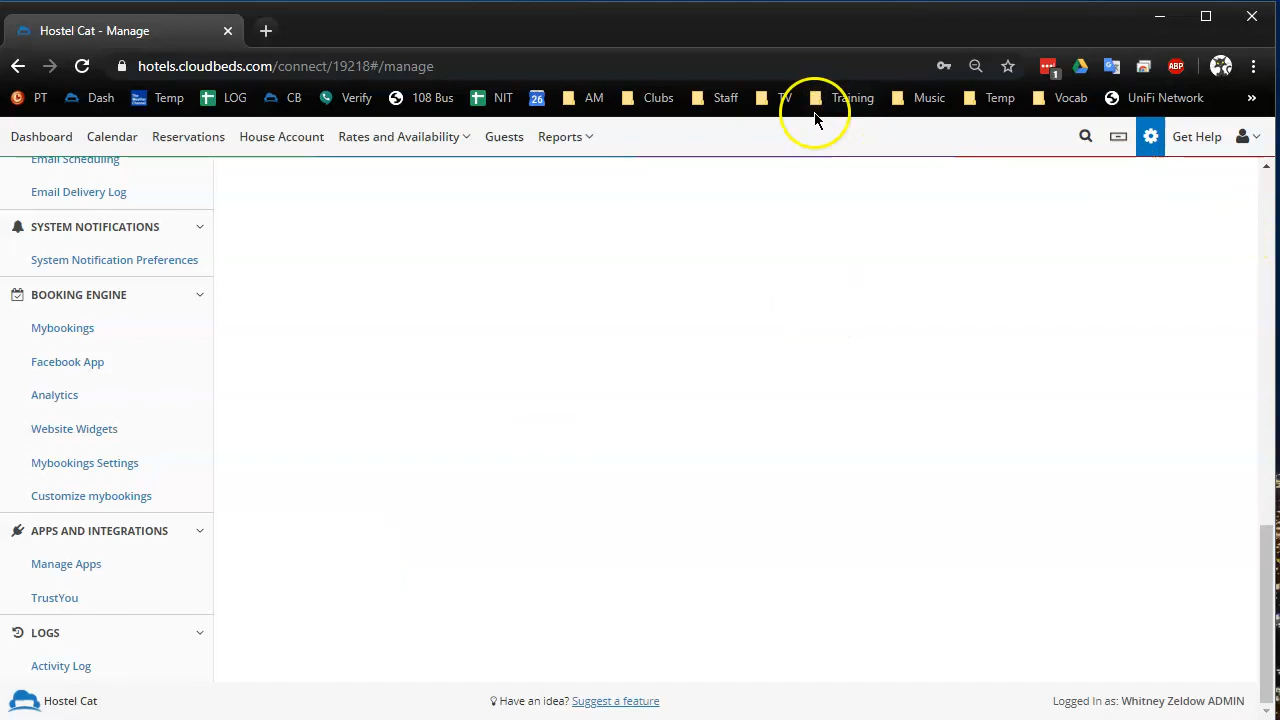 Hostel Cat - Manage
hotels.cloudbeds.com/connect/19218#/manage
1
PT Dash Temp LOG CB Verify 108 Bus NIT 26 AM Clubs Staff TV Training Music Temp Vocab UniFi Network »
Dashboard Calendar Reservations House Account Rates and Availability Guests Reports Get Help
Email Scheduling
Email Delivery Log
SYSTEM NOTIFICATIONS
System Notification Preferences
BOOKING ENGINE
Mybookings
Facebook App
Analytics
Website Widgets
Mybookings Settings
Customize mybookings
APPS AND INTEGRATIONS
Manage Apps
TrustYou
LOGS
Activity Log
Hostel Cat Have an idea? Suggest a feature Logged In as: Whitney Zeldow ADMIN